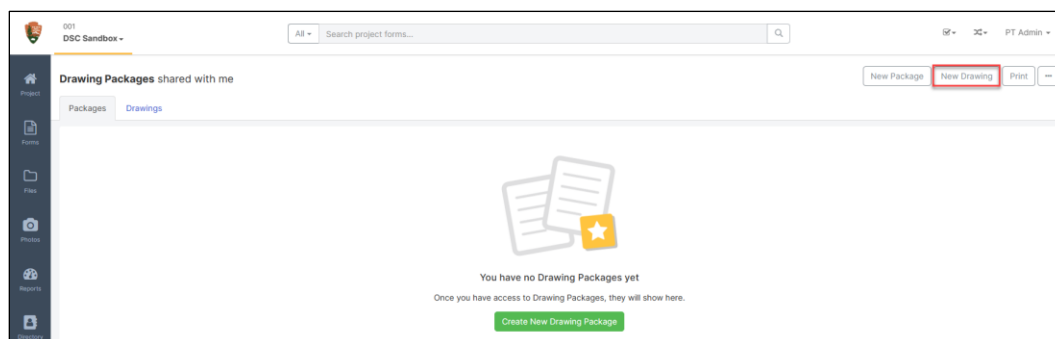 001
DSC Sandbox
All
Search project forms...
PT Admin
Project
Forms
Files
Photos
Reports
Directory
Drawing Packages shared with me
New Package
New Drawing
Print
Packages
Drawings
You have no Drawing Packages yet
Once you have access to Drawing Packages, they will show here.
Create New Drawing Package